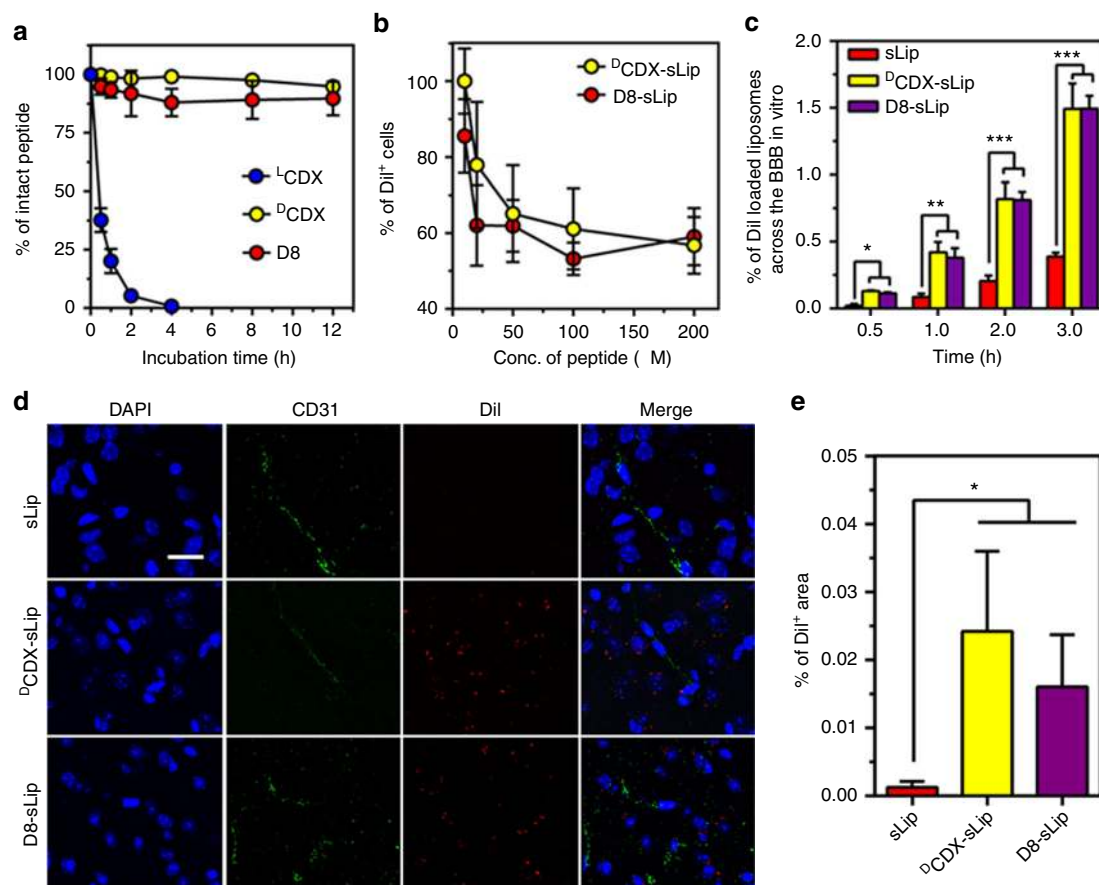 a
% of intact peptide
100
75
50
25
0
0 2 4 6 8 10 12
Incubation time (h)
ᴸCDX
ᴰCDX
D8
b
% of Dil⁺ cells
100
80
60
40
0 50 100 150 200
Conc. of peptide ( M)
ᴰCDX-sLip
D8-sLip
c
% of Dil loaded liposomes
across the BBB in vitro
2.0
1.5
1.0
0.5
0.0
0.5 1.0 2.0 3.0
Time (h)
sLip
ᴰCDX-sLip
D8-sLip
*
**
***
***
d
DAPI CD31 Dil Merge
sLip
ᴰCDX-sLip
D8-sLip
e
% of Dil⁺ area
0.05
0.04
0.03
0.02
0.01
0.00
*
sLip
ᴰCDX-sLip
D8-sLip